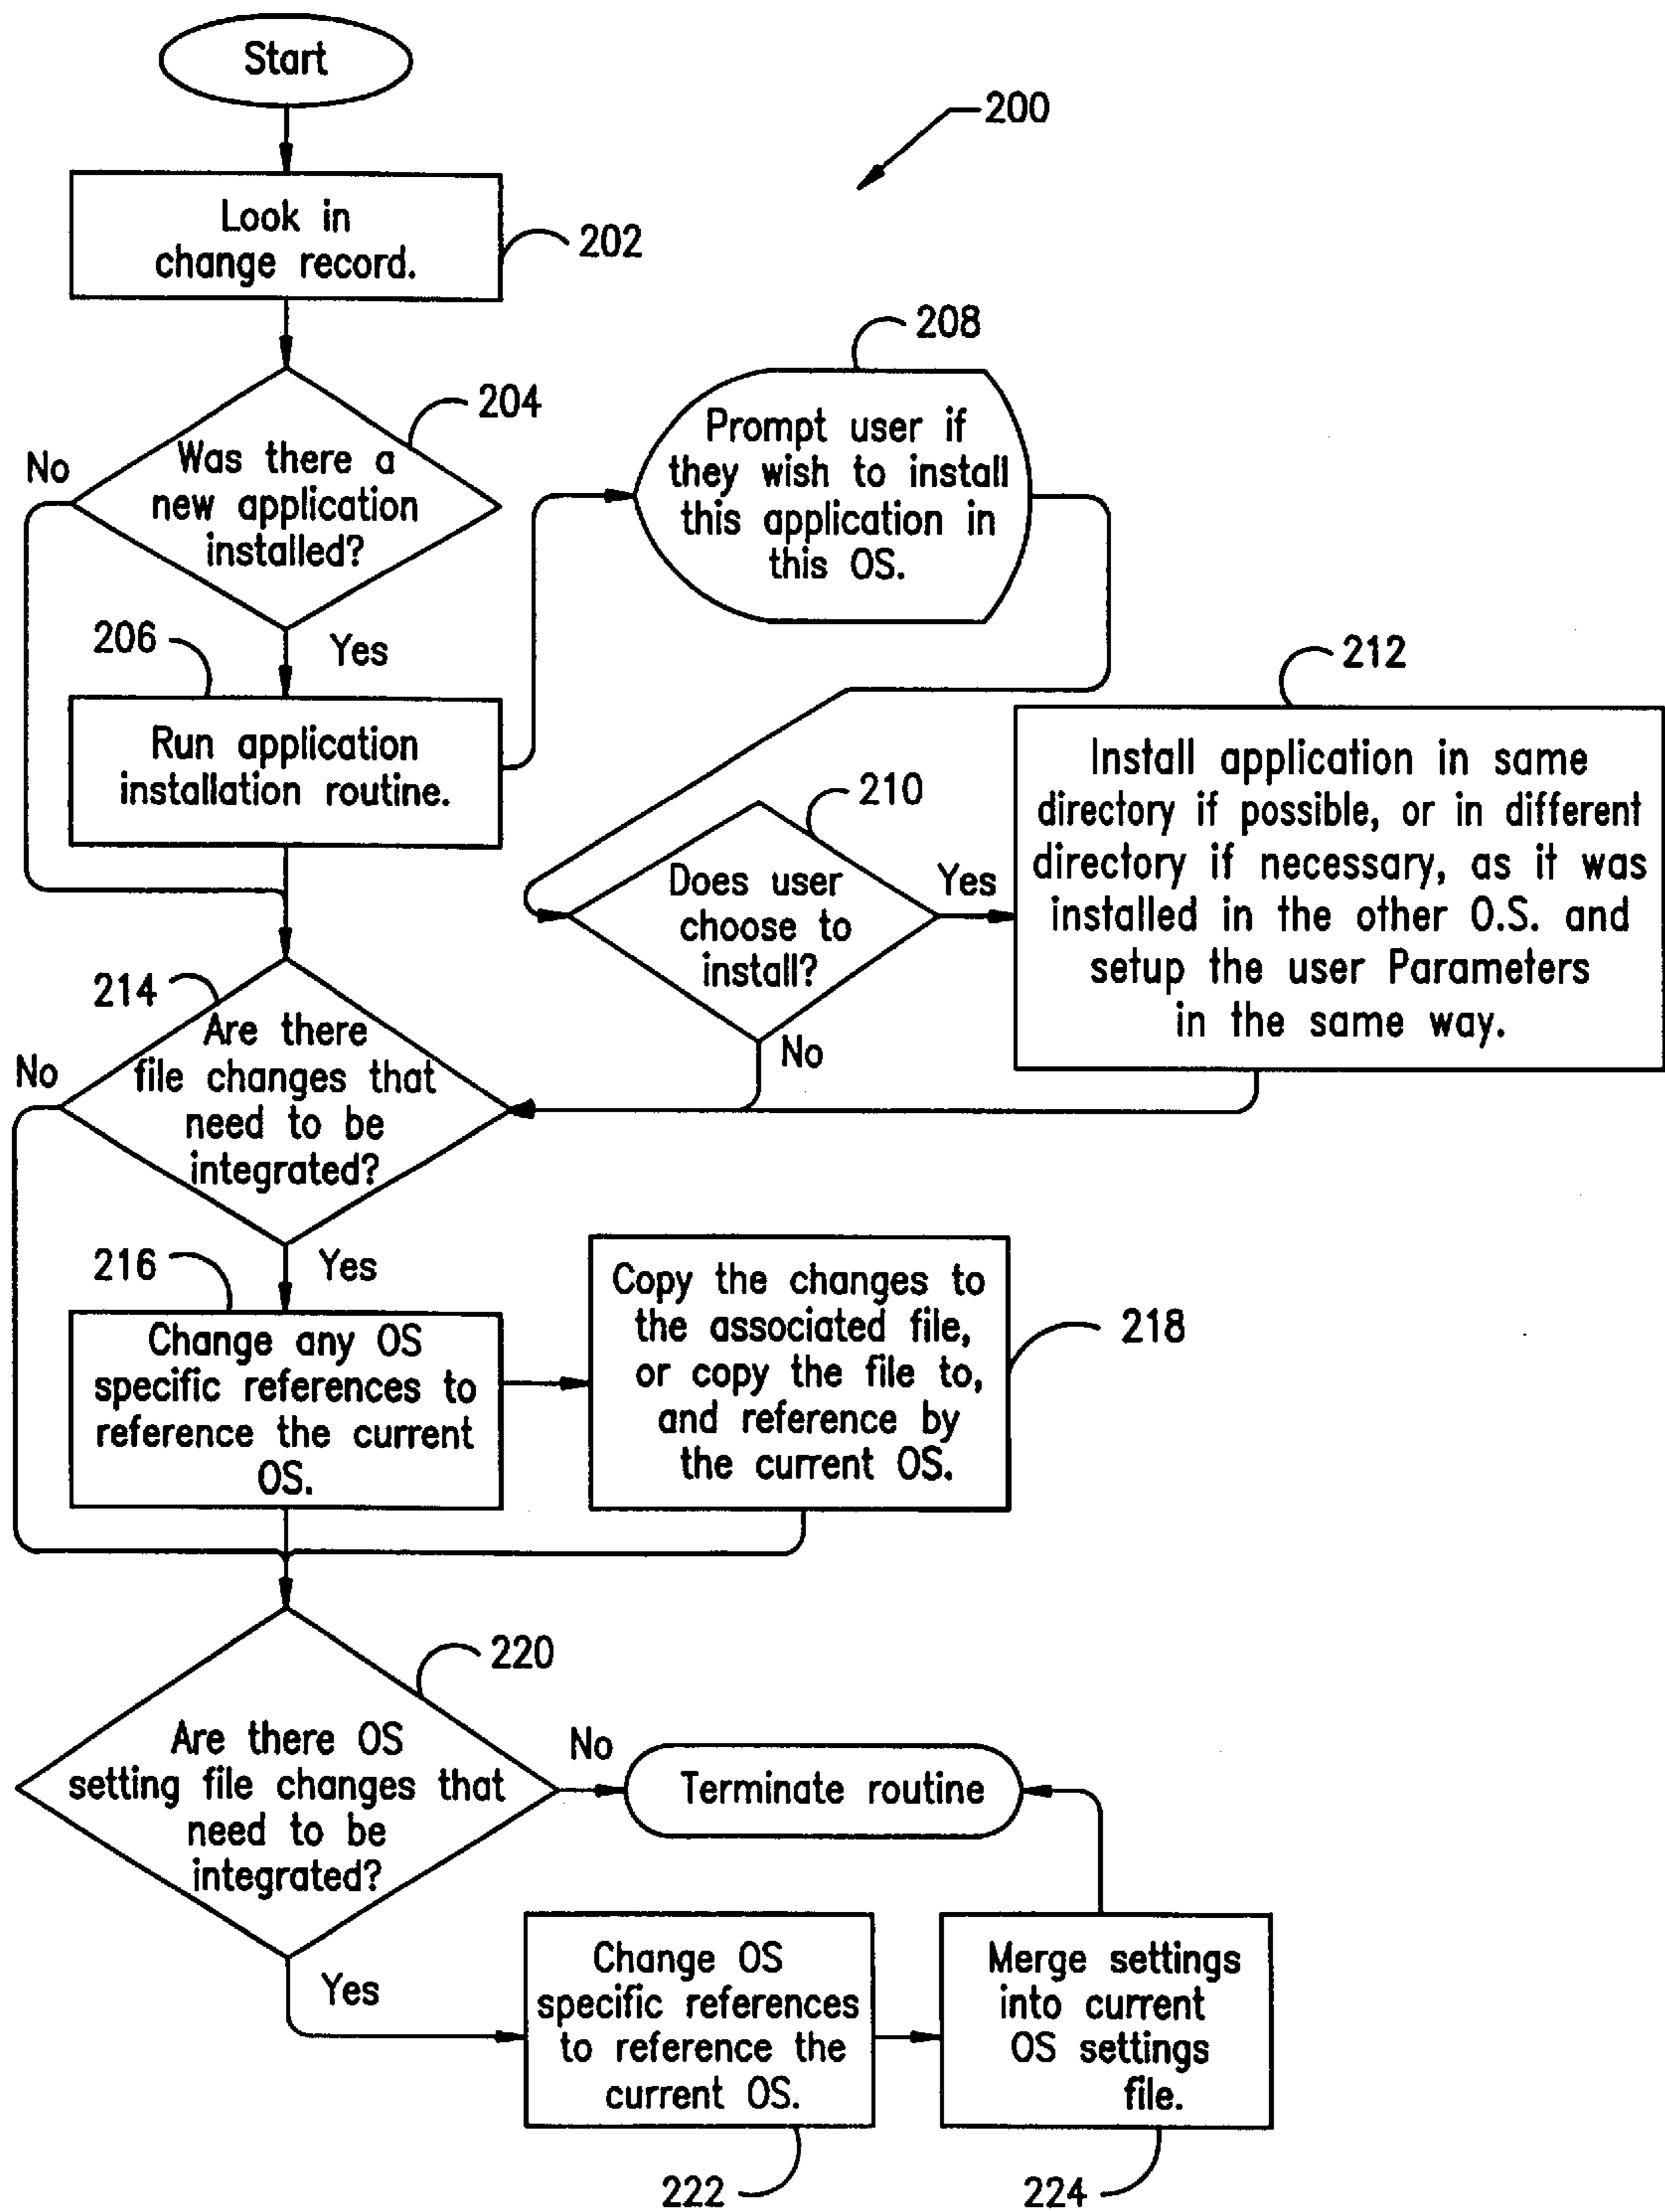 Start
200
Look in
change record.
202
204
Was there a
new application
installed?
No
Yes
208
Prompt user if
they wish to install
this application in
this OS.
206
Run application
installation routine.
210
Does user
choose to
install?
Yes
No
212
Install application in same
directory if possible, or in different
directory if necessary, as it was
installed in the other O.S. and
setup the user Parameters
in the same way.
214
Are there
file changes that
need to be
integrated?
No
Yes
216
Change any OS
specific references to
reference the current
OS.
Copy the changes to
the associated file,
or copy the file to,
and reference by
the current OS.
218
220
Are there OS
setting file changes that
need to be
integrated?
No
Terminate routine
Yes
Change OS
specific references
to reference the
current OS.
222
Merge settings
into current
OS settings
file.
224